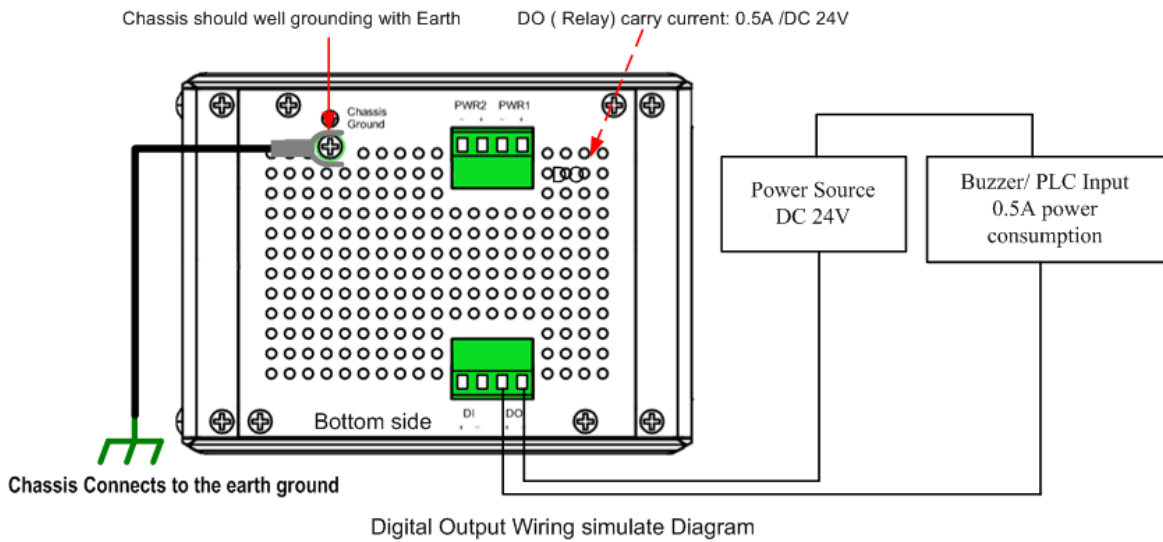 Chassis should well grounding with Earth
DO ( Relay) carry current: 0.5A /DC 24V
Chassis
Ground
PWR2 PWR1
- + - +
DO
Power Source
DC 24V
Buzzer/ PLC Input
0.5A power
consumption
Bottom side
DI DO
+ - + -
Chassis Connects to the earth ground
Digital Output Wiring simulate Diagram